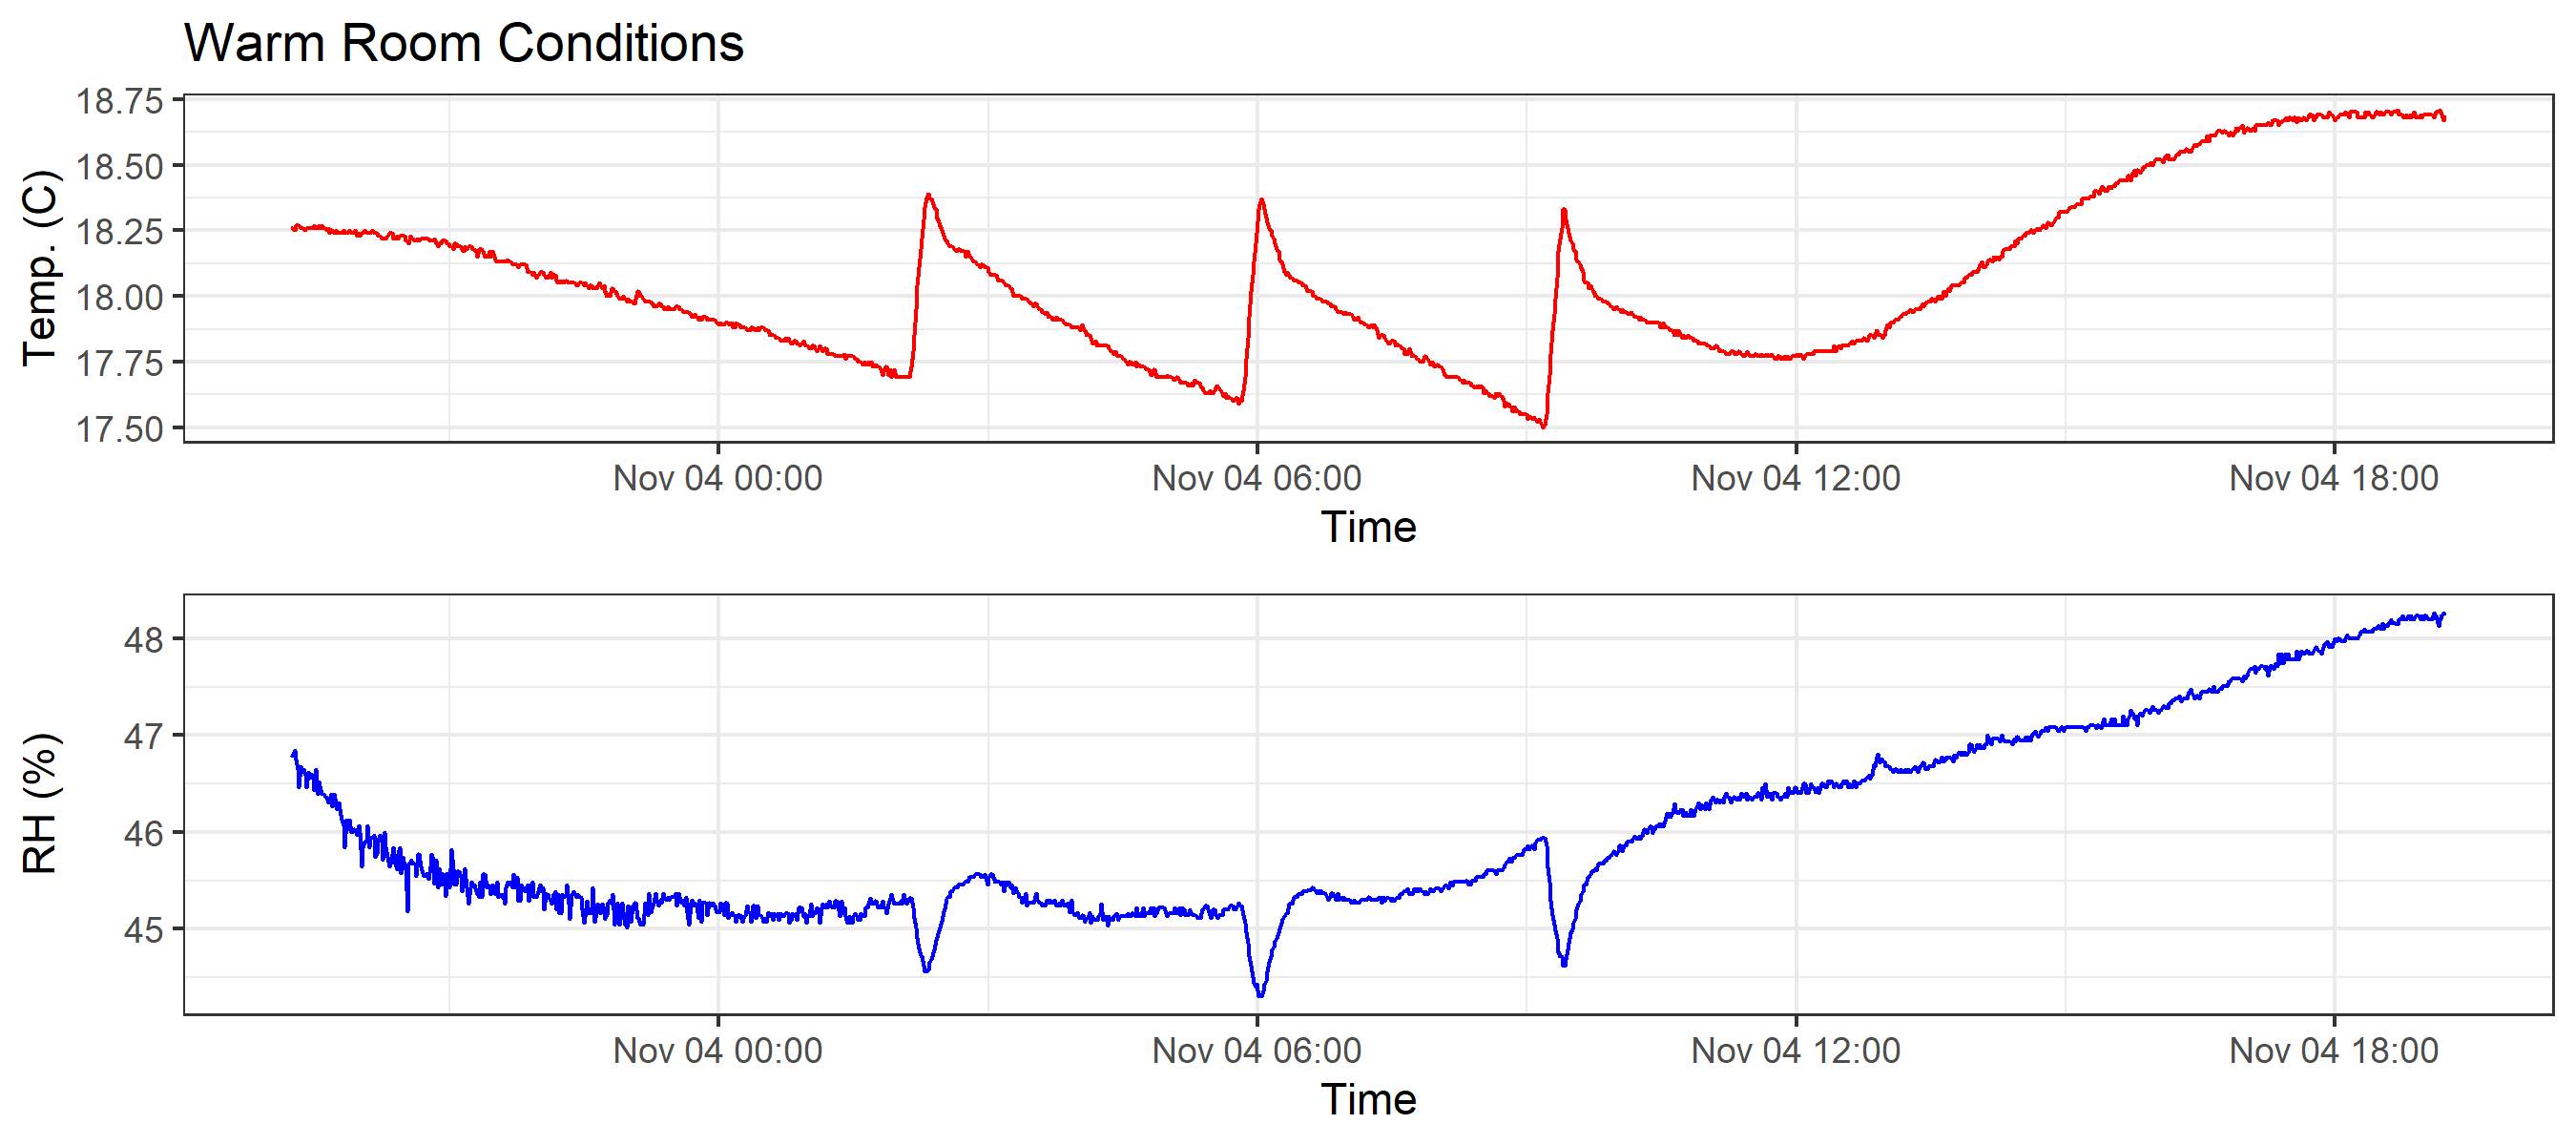 Warm Room Conditions
Temp. (C)
18.75
18.50
18.25
18.00
17.75
17.50
Nov 04 00:00 Nov 04 06:00 Nov 04 12:00 Nov 04 18:00
Time
RH (%)
48
47
46
45
Nov 04 00:00 Nov 04 06:00 Nov 04 12:00 Nov 04 18:00
Time